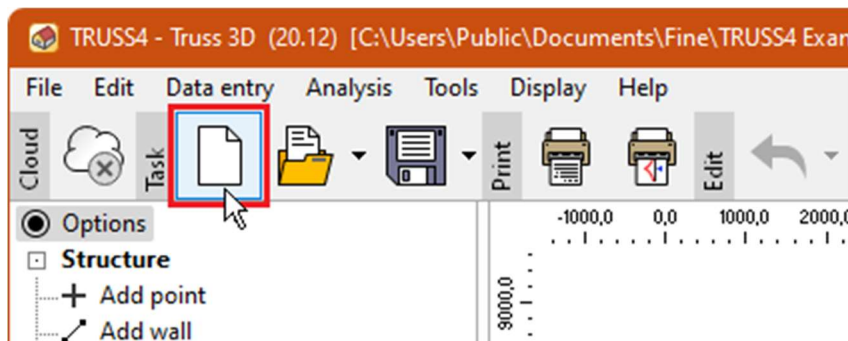 TRUSS4 - Truss 3D (20.12) [C:\Users\Public\Documents\Fine\TRUSS4 Exam
File Edit Data entry Analysis Tools Display Help
Cloud Task Print Edit
Options
-1000,0 0,0 1000,0 2000,0
Structure
Add point
9000,0
Add wall